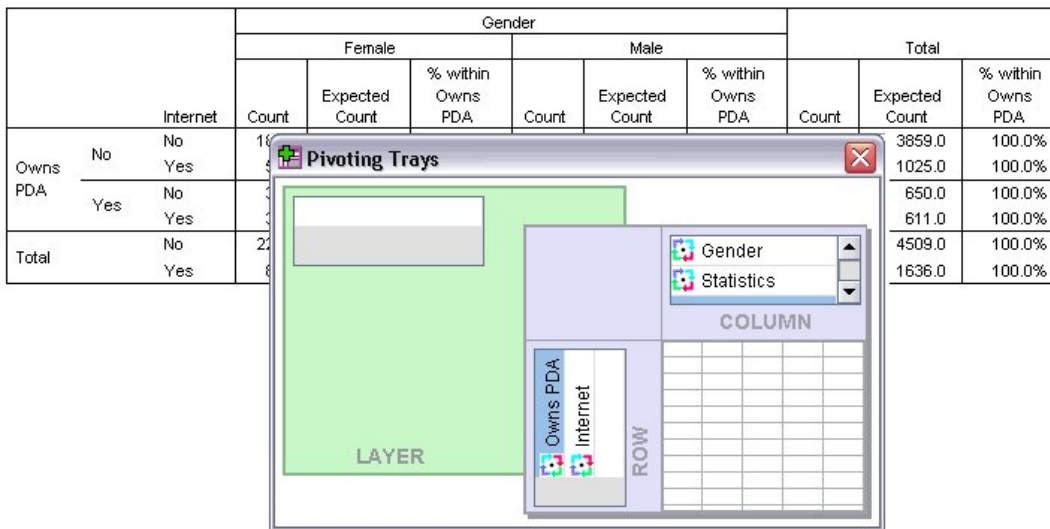 Gender
Female Male Total
Internet Count Expected Count % within Owns PDA Count Expected Count % within Owns PDA Count Expected Count % within Owns PDA
Owns PDA No No 3859.0 100.0%
Yes 1025.0 100.0%
Yes No 650.0 100.0%
Yes 611.0 100.0%
Total No 4509.0 100.0%
Yes 1636.0 100.0%
Pivoting Trays
Gender
Statistics
COLUMN
Owns PDA
Internet
ROW
LAYER